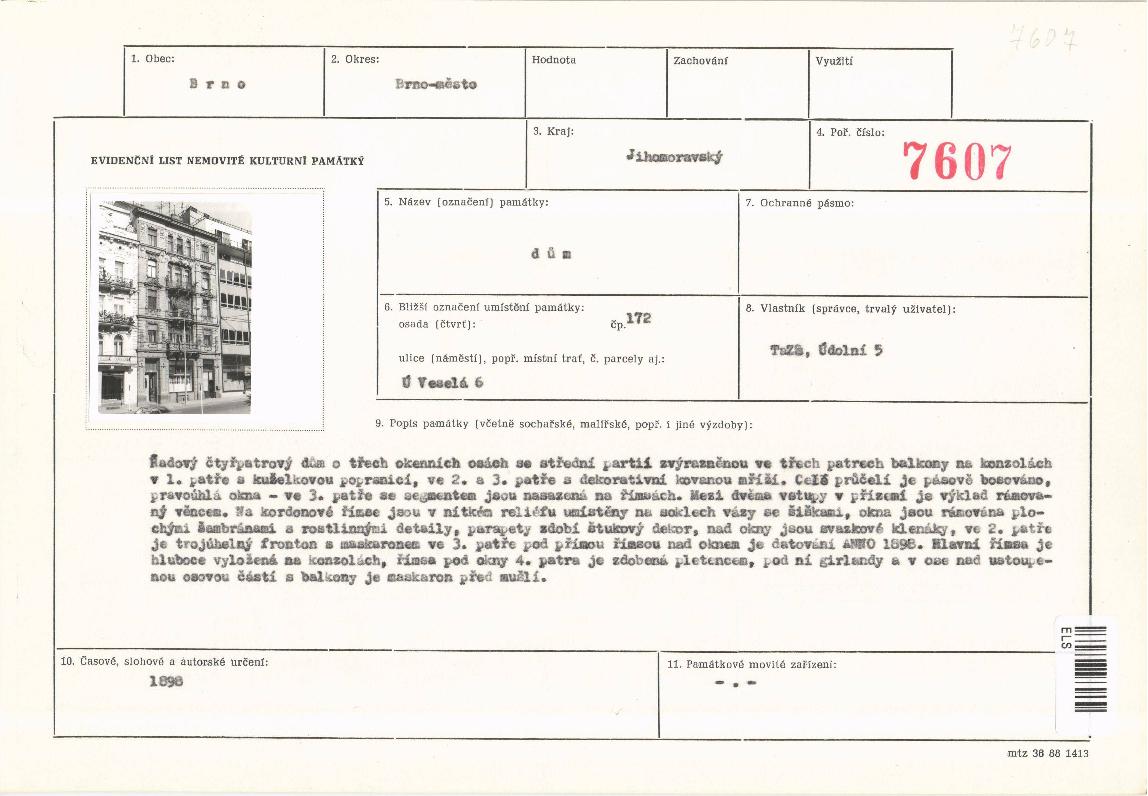 7607
1. Obec:
B r n o
2. Okres:
Brno-město
Hodnota
Zachování
Využití
EVIDENČNÍ LIST NEMOVITÉ KULTURNÍ PAMÁTKY
3. Kraj:
Jihomoravský
4. Poř. číslo:
7607
5. Název (označení) památky:
d ů m
7. Ochranné pásmo:
6. Bližší označení umístění památky:
osada (čtvrť):
čp. 172
ulice (náměstí), popř. místní trať, č. parcely aj.:
Veselá 6
8. Vlastník (správce, trvalý uživatel):
Údolní 5
9. Popis památky (včetně sochařské, malířské, popř. i jiné výzdoby):
Řadový čtyřpatrový dům o třech okenních osách se střední partií zvýrazněnou ve třech patrech balkony na konzolách
v 1. patře s kuželkovou poprsnicí, ve 2. a 3. patře s dekorativní kovanou mříží. Celé průčelí je pásově bosováno,
pravoúhlá okna - ve 3. patře se segmentem jsou nasazená na římsách. Mezi dvěma vstupy v přízemí je výklad rámova-
ný věncem. Na kordonové římse jsou v nítkém reliéfu umístěny na soklech vázy se šiškami, okna jsou rámována plo-
chými šambránami s rostlinnými detaily, parapety zdobí štukový dekor, nad okny jsou svazkové klenáky, ve 2. patře
je trojúhelný fronton s maskaronem ve 3. patře pod přímou římsou nad oknem je datování ANNO 1898. Hlavní římsa je
hluboce vyložená na konzolách, římsa pod okny 4. patra je zdobená pletencem, pod ní girlandy a v ose nad ustoupe-
nou osovou částí s balkony je maskaron před mušlí.
10. Časové, slohové a autorské určení:
1898
11. Památkové movité zařízení:
- . -
ELS
mtz 36 88 1413